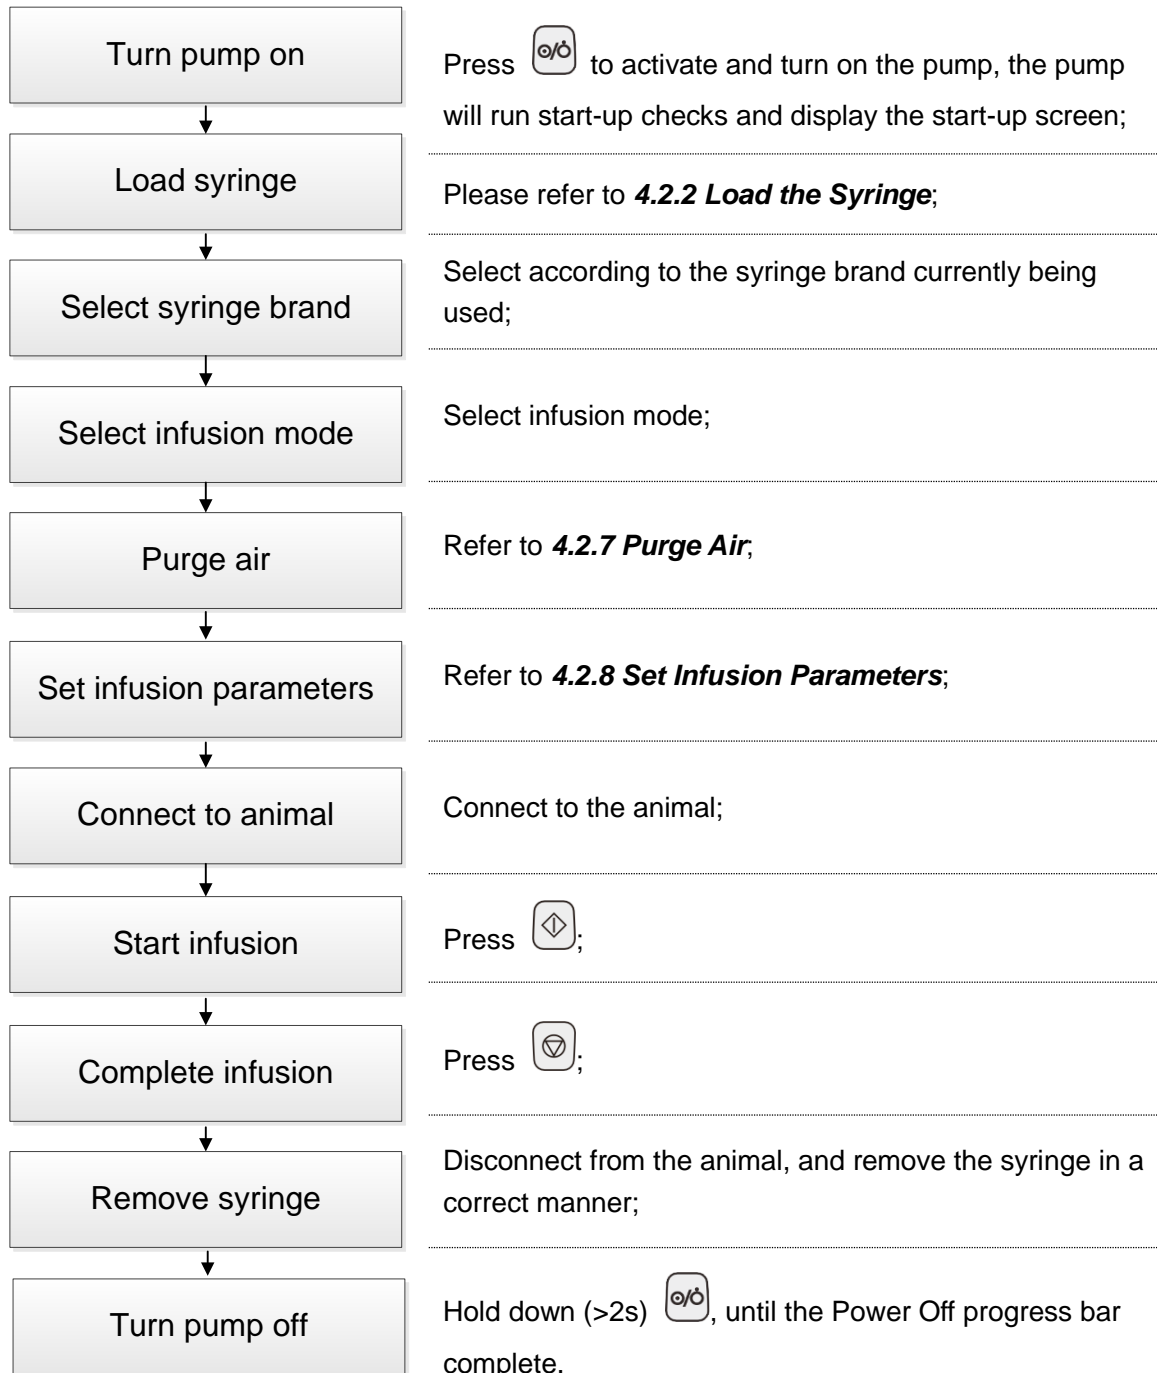 Turn pump on
Press to activate and turn on the pump, the pump
will run start-up checks and display the start-up screen;
Load syringe
Please refer to 4.2.2 Load the Syringe;
Select syringe brand
Select according to the syringe brand currently being
used;
Select infusion mode
Select infusion mode;
Purge air
Refer to 4.2.7 Purge Air;
Set infusion parameters
Refer to 4.2.8 Set Infusion Parameters;
Connect to animal
Connect to the animal;
Start infusion
Press ;
Complete infusion
Press ;
Remove syringe
Disconnect from the animal, and remove the syringe in a
correct manner;
Turn pump off
Hold down (>2s) , until the Power Off progress bar
complete.